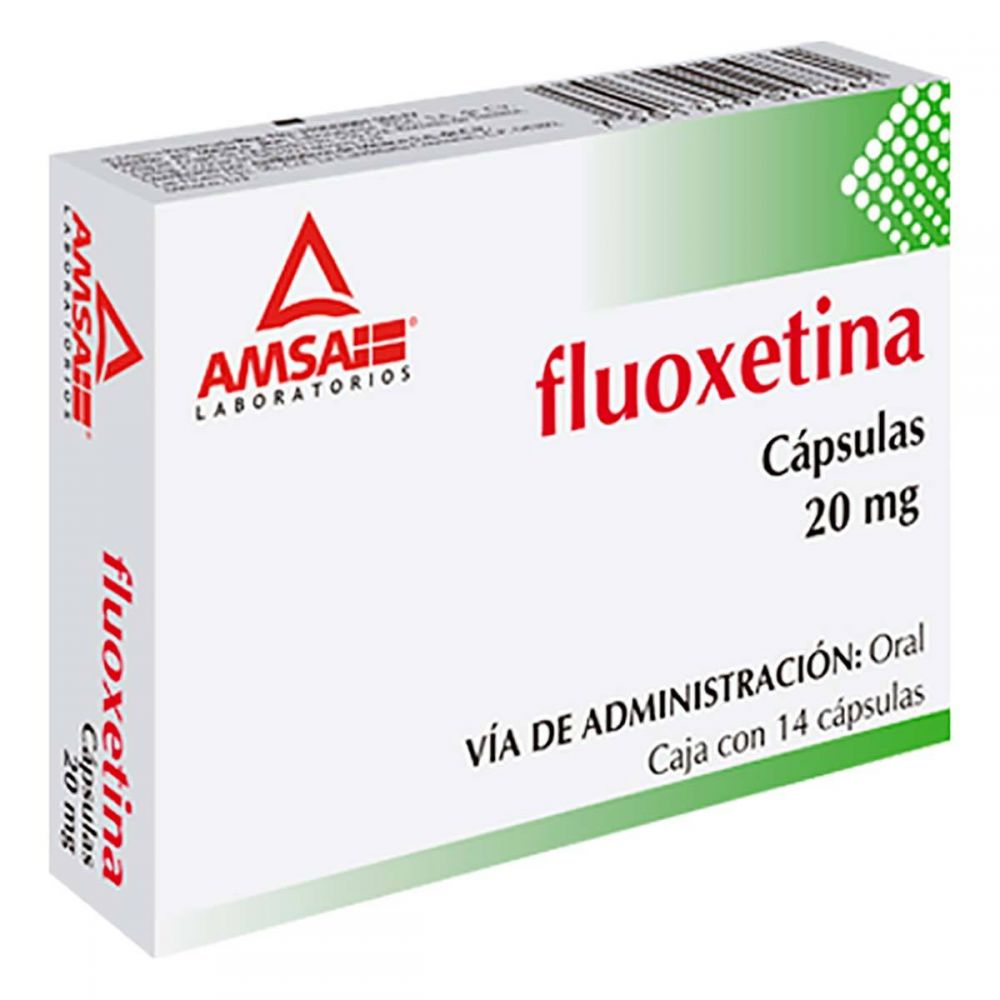 AMSA
LABORATORIOS
fluoxetina
Cápsulas
20 mg
VÍA DE ADMINISTRACIÓN: Oral
Caja con 14 cápsulas
AMSA
LABORATORIOS
fluoxetina
Cápsulas
20 mg